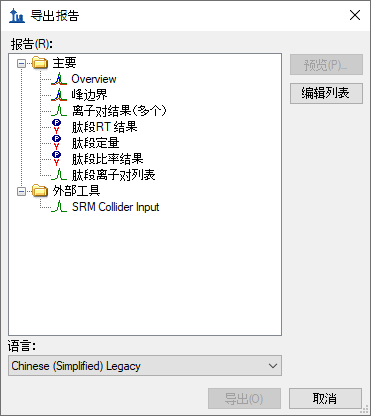 导出报告
报告(R):
主要
Overview
峰边界
离子对结果(多个)
肽段RT 结果
肽段定量
肽段比率结果
肽段离子对列表
外部工具
SRM Collider Input
预览(P)...
编辑列表
语言:
Chinese (Simplified) Legacy
导出(O)
取消